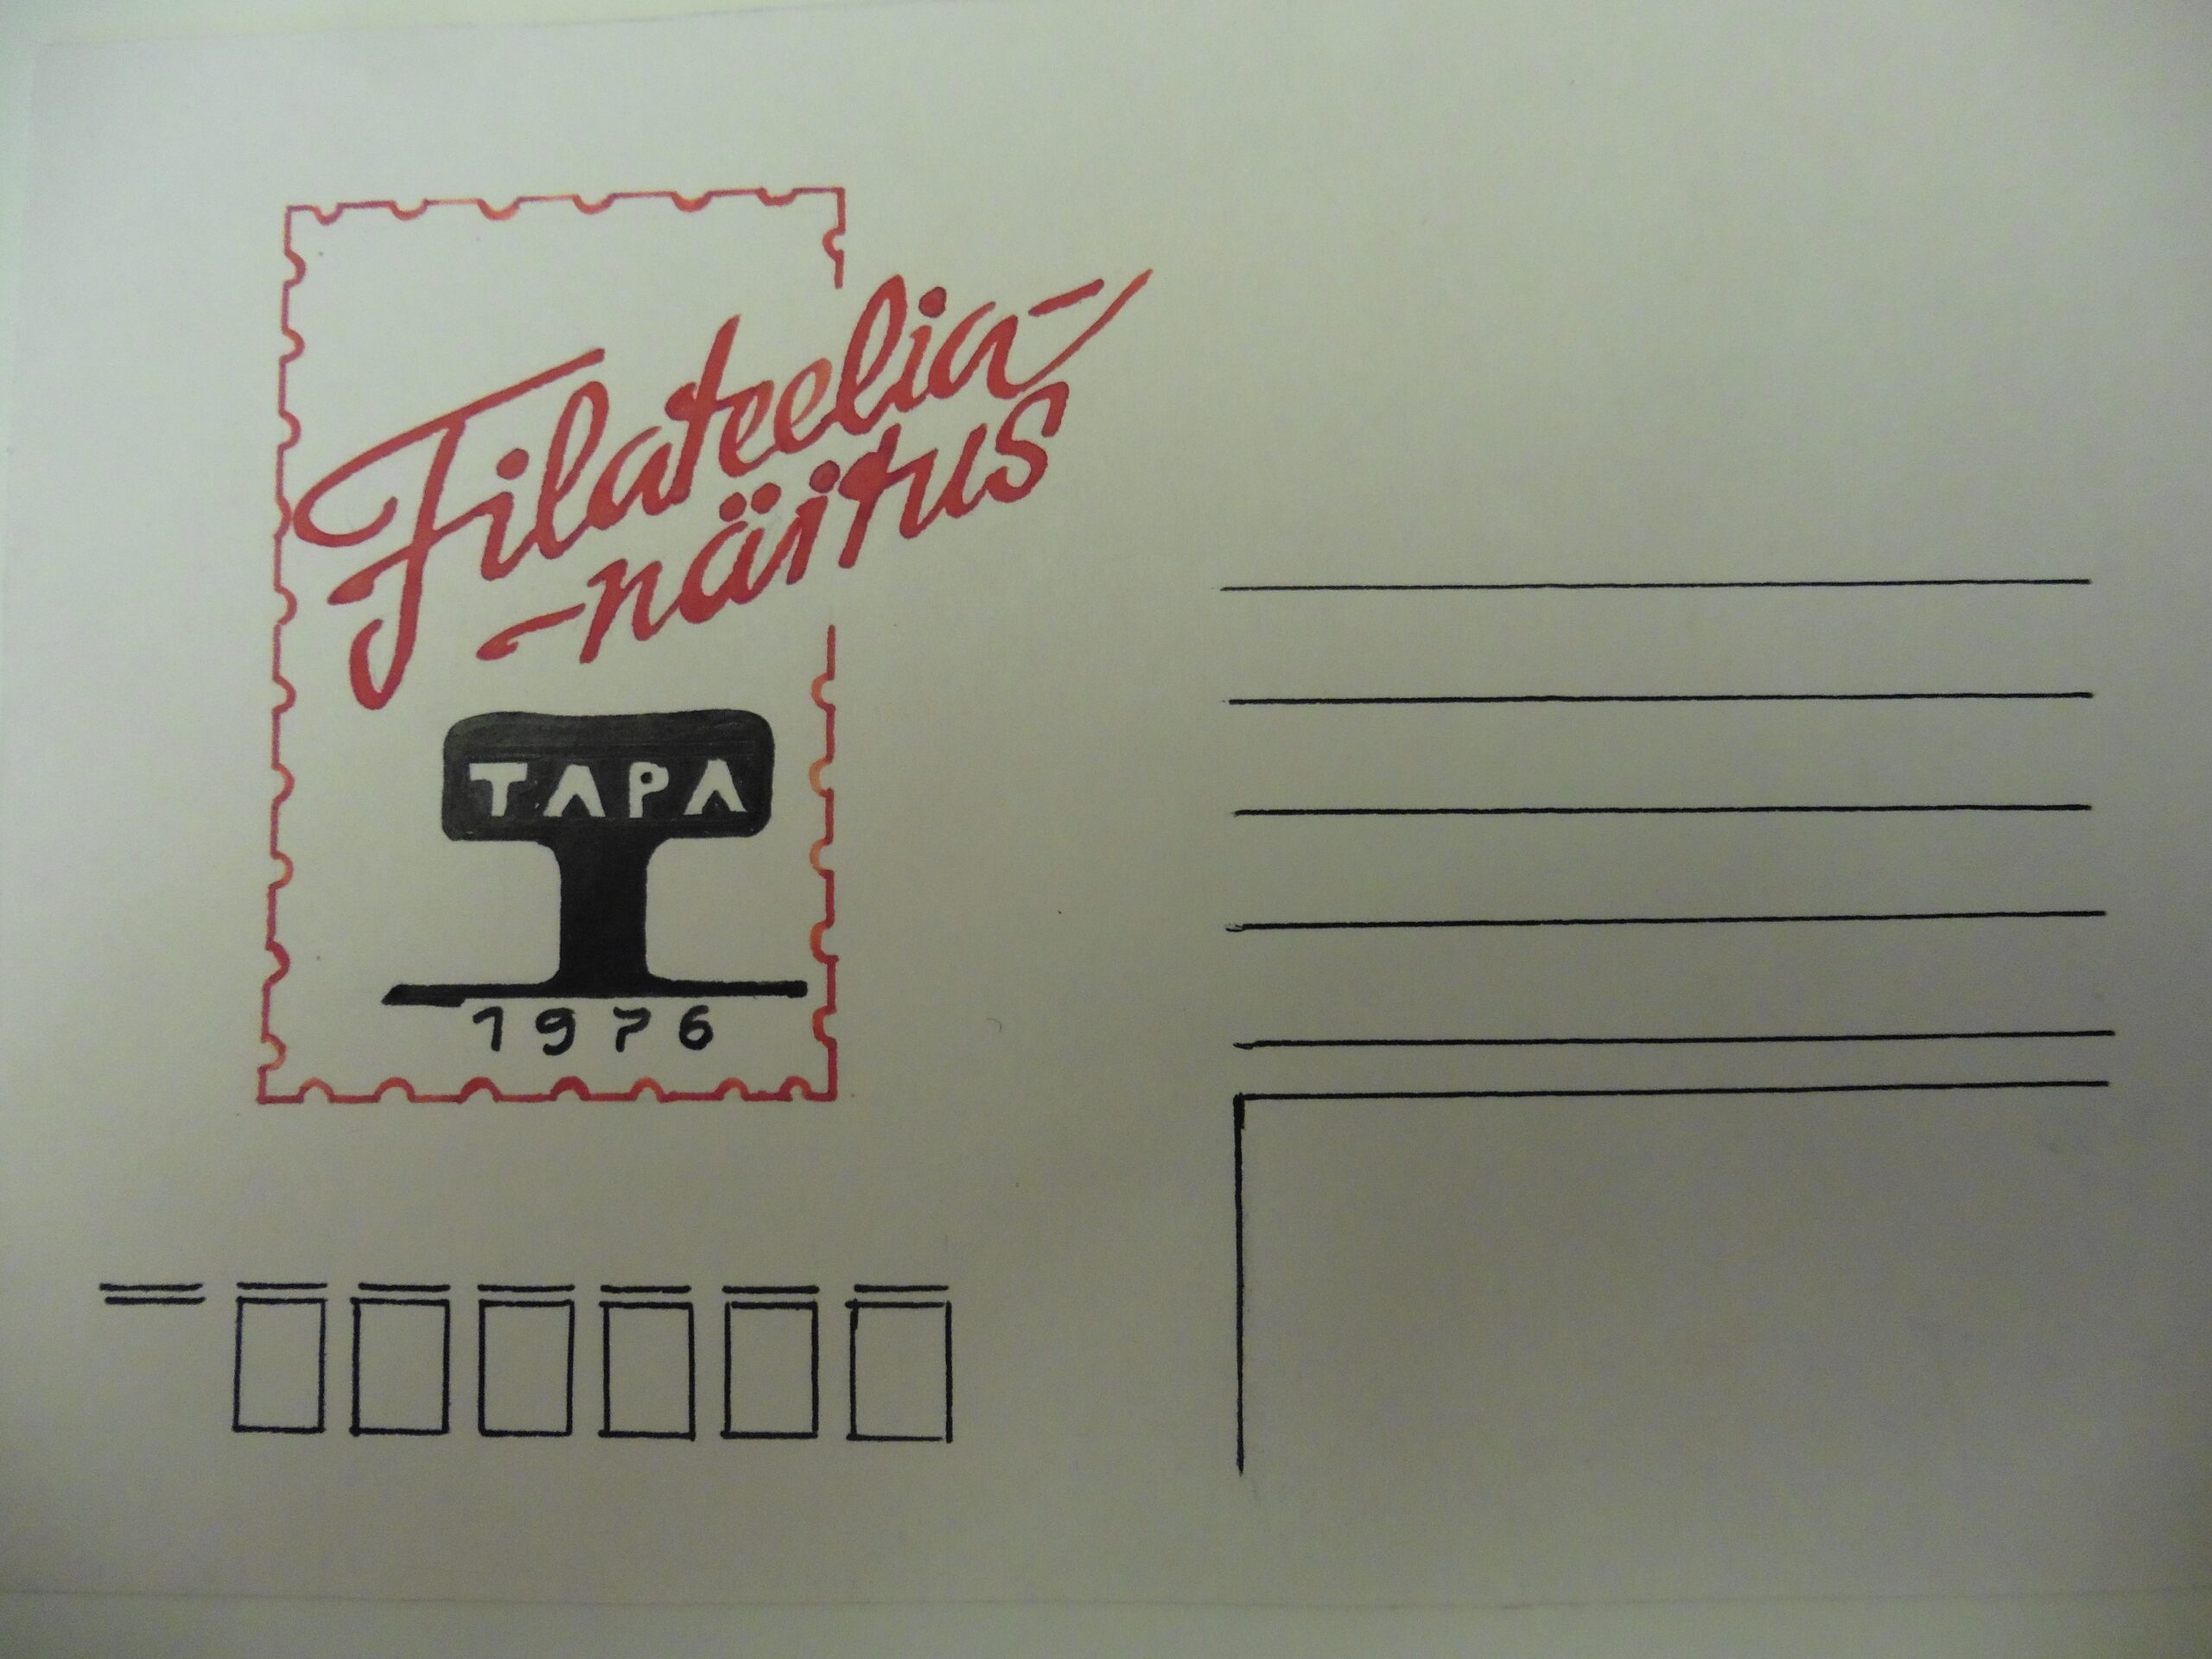 Filateelia-
-näitus
TAPA
1976